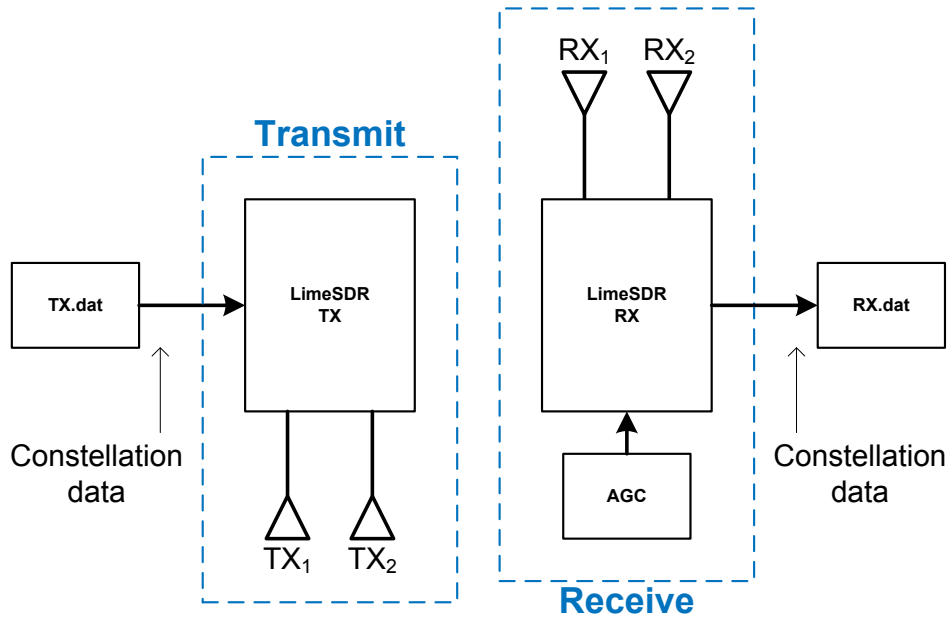 RX₁
RX₂
Transmit
TX.dat
LimeSDR
TX
LimeSDR
RX
RX.dat
Constellation
data
Constellation
data
AGC
TX₁
TX₂
Receive